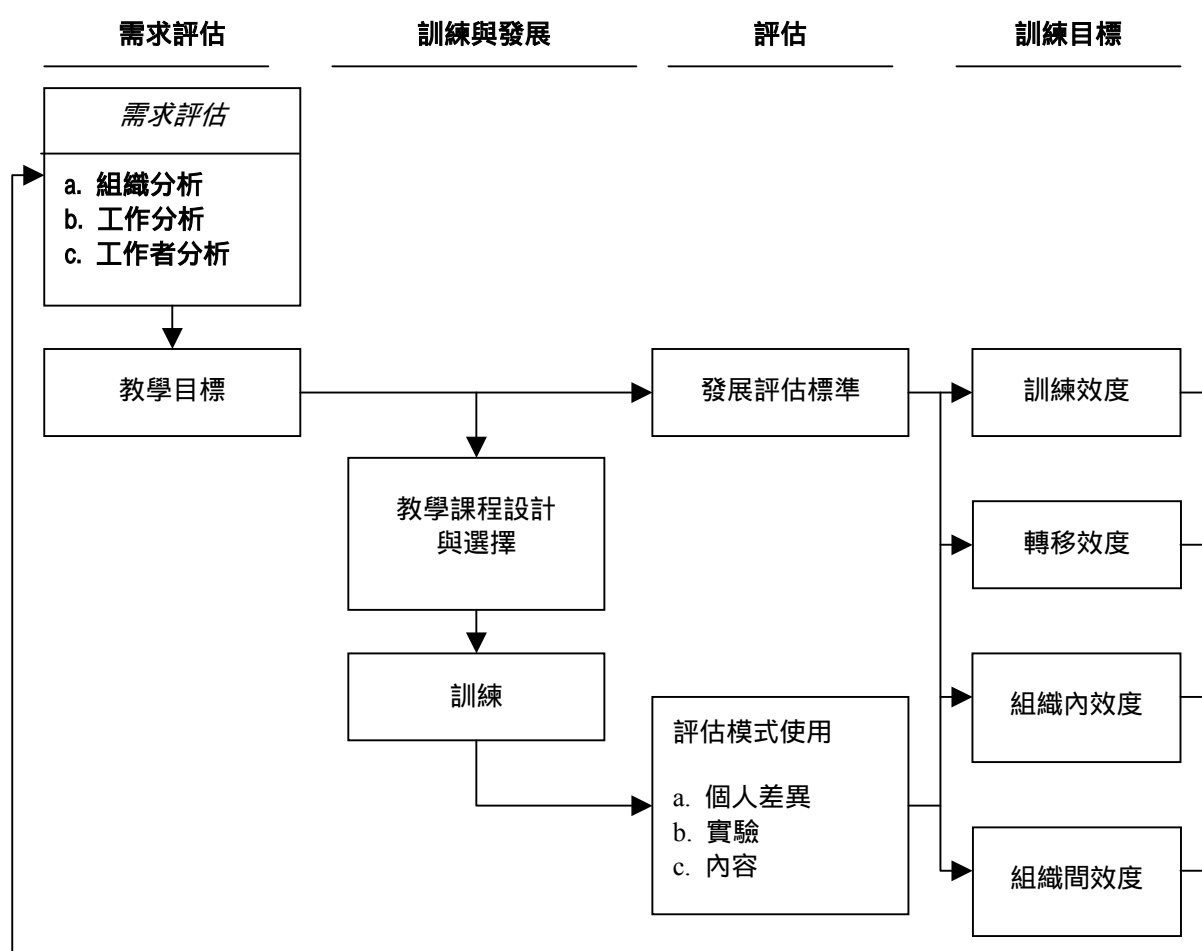 需求評估
訓練與發展
評估
訓練目標
需求評估
a. 組織分析
b. 工作分析
c. 工作者分析
教學目標
發展評估標準
訓練效度
教學課程設計
與選擇
轉移效度
訓練
組織內效度
評估模式使用
a. 個人差異
b. 實驗
c. 內容
組織間效度